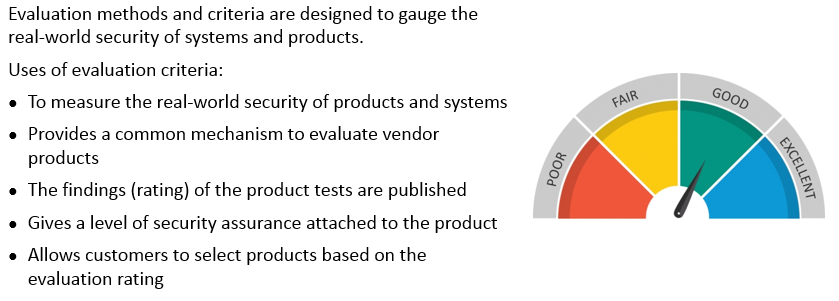 Evaluation methods and criteria are designed to gauge the
real-world security of systems and products.
Uses of evaluation criteria:
• To measure the real-world security of products and systems
• Provides a common mechanism to evaluate vendor
products
• The findings (rating) of the product tests are published
• Gives a level of security assurance attached to the product
• Allows customers to select products based on the
evaluation rating
POOR
FAIR
GOOD
EXCELLENT